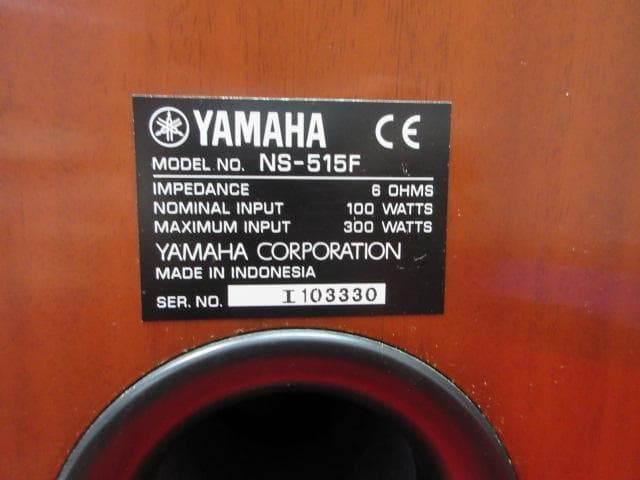 YAMAHA CE
MODEL NO. NS-515F
IMPEDANCE 6 OHMS
NOMINAL INPUT 100 WATTS
MAXIMUM INPUT 300 WATTS
YAMAHA CORPORATION
MADE IN INDONESIA
SER. NO. I 103330